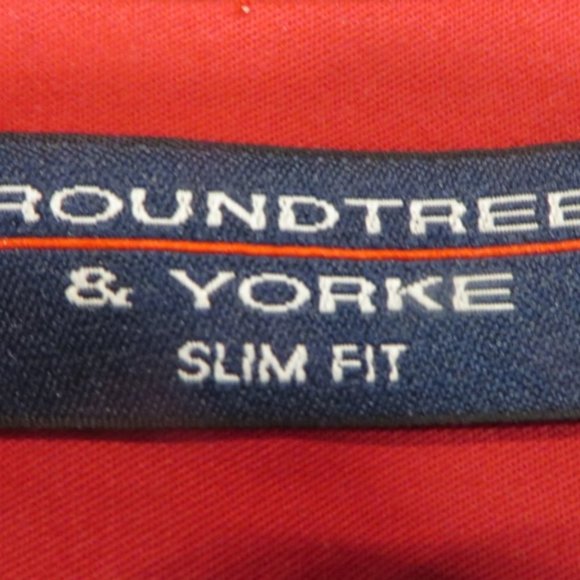 ROUNDTREE
& YORKE
SLIM FIT